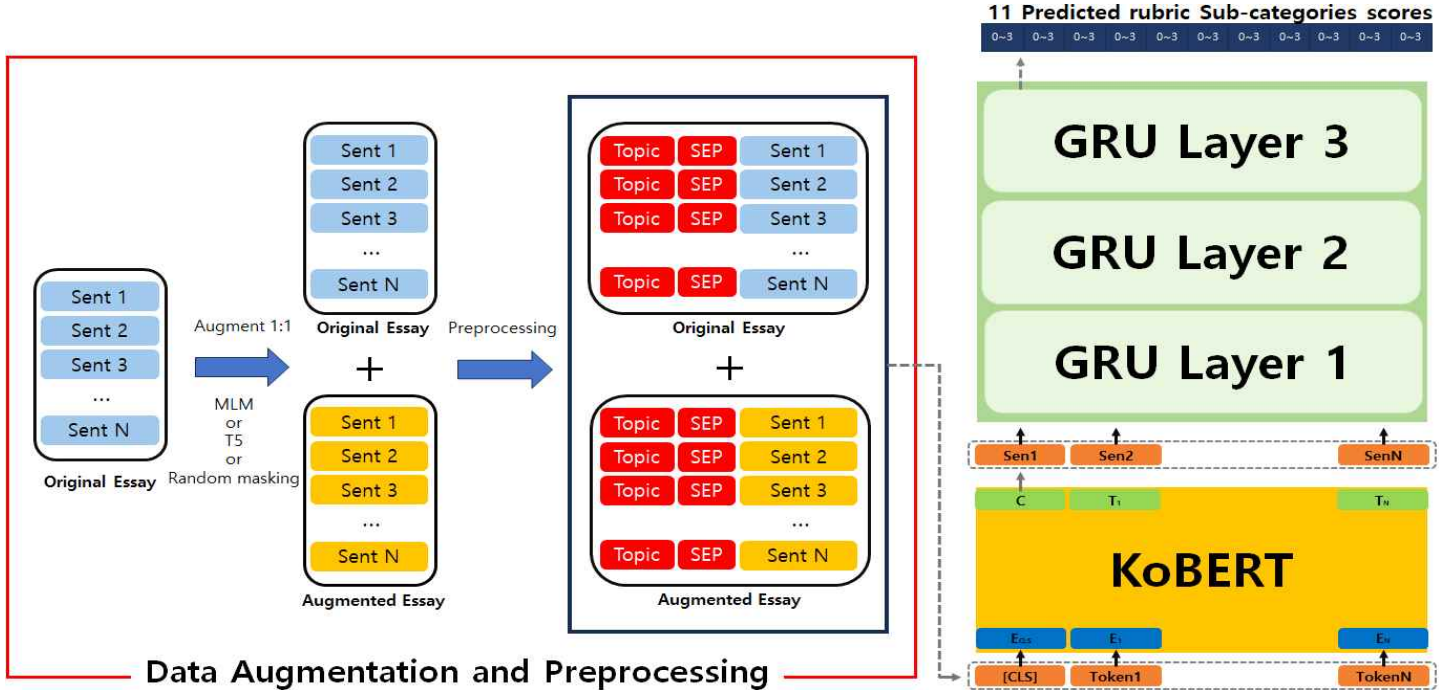 11 Predicted rubric Sub-categories scores
0~3 0~3 0~3 0~3 0~3 0~3 0~3 0~3 0~3 0~3 0~3
GRU Layer 3
GRU Layer 2
GRU Layer 1
Sen1 Sen2 SenN
C T1 TN
KoBERT
ECLS E1 EN
[CLS] Token1 TokenN
Sent 1
Sent 2
Sent 3
...
Sent N
Original Essay
Augment 1:1
MLM
or
T5
or
Random masking
Sent 1
Sent 2
Sent 3
...
Sent N
Original Essay
+
Sent 1
Sent 2
Sent 3
...
Sent N
Augmented Essay
Preprocessing
Topic SEP Sent 1
Topic SEP Sent 2
Topic SEP Sent 3
...
Topic SEP Sent N
Original Essay
+
Topic SEP Sent 1
Topic SEP Sent 2
Topic SEP Sent 3
...
Topic SEP Sent N
Augmented Essay
Data Augmentation and Preprocessing